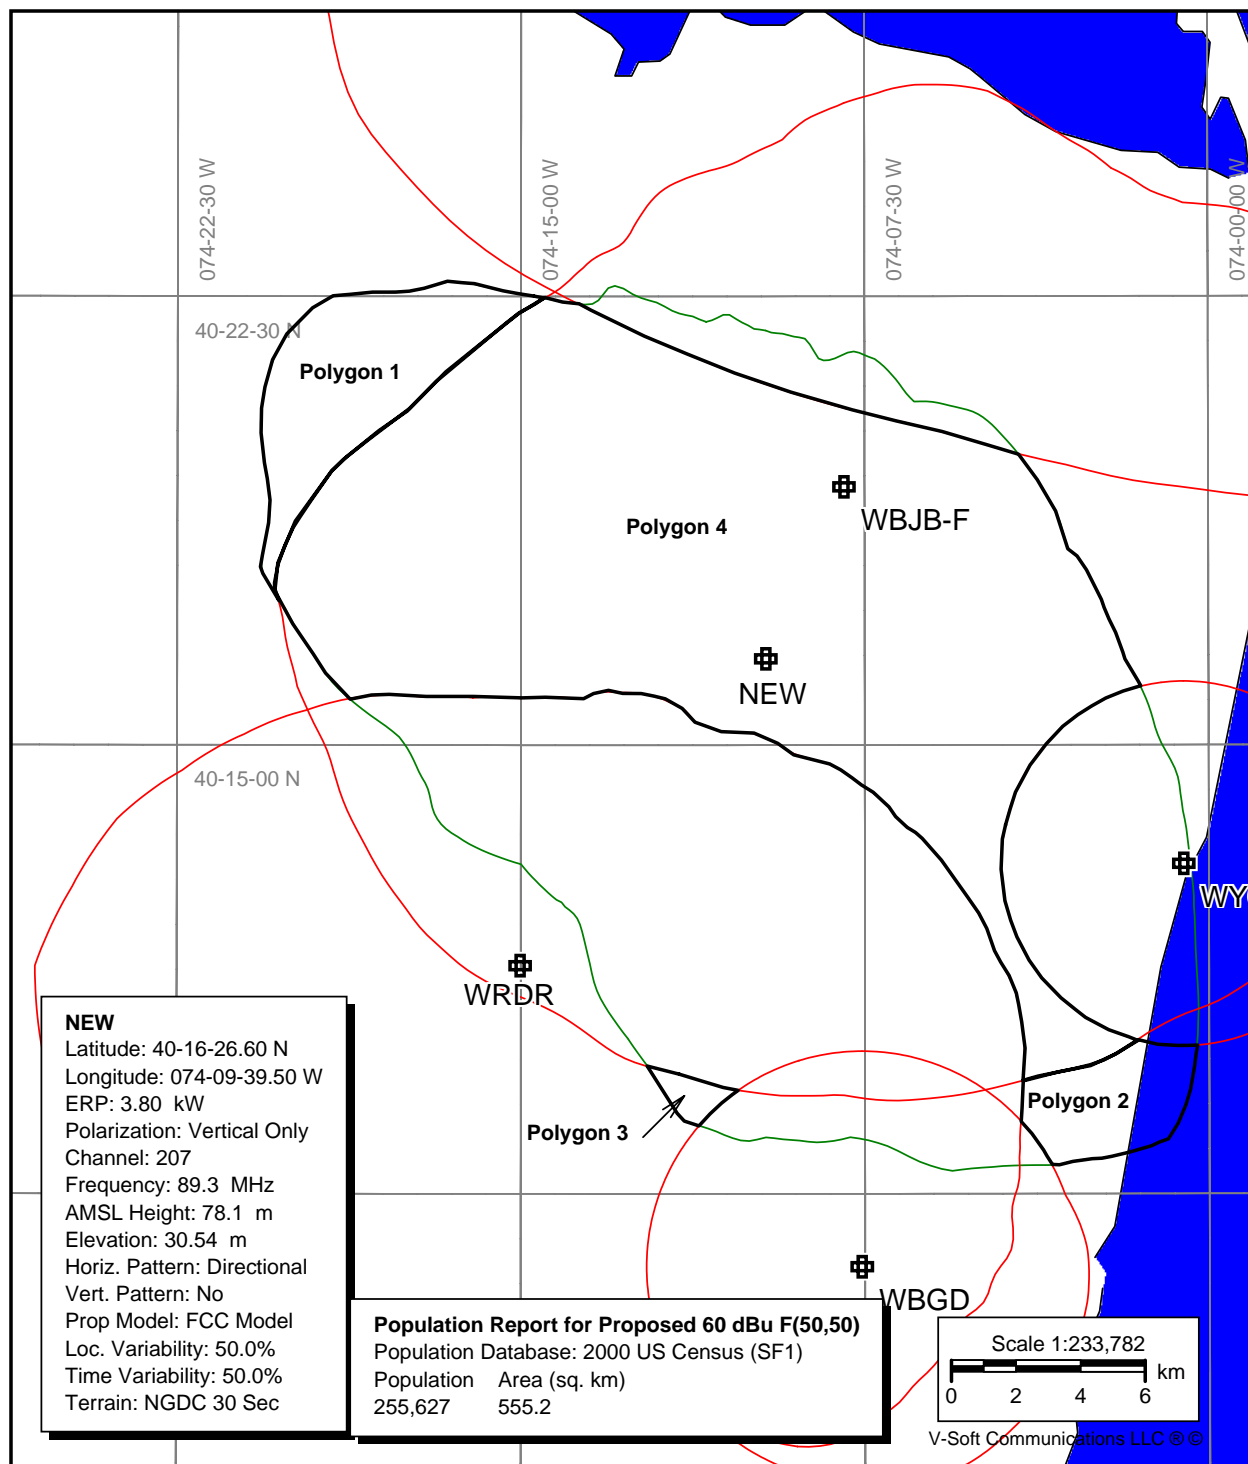 074-22-30 W
074-15-00 W
074-07-30 W
074-00-00 W
40-22-30 N
Polygon 1
Polygon 4
WBJB-F
NEW
40-15-00 N
WY
WRDR
Polygon 2
Polygon 3
WBGD
NEW
Latitude: 40-16-26.60 N
Longitude: 074-09-39.50 W
ERP: 3.80 kW
Polarization: Vertical Only
Channel: 207
Frequency: 89.3 MHz
AMSL Height: 78.1 m
Elevation: 30.54 m
Horiz. Pattern: Directional
Vert. Pattern: No
Prop Model: FCC Model
Loc. Variability: 50.0%
Time Variability: 50.0%
Terrain: NGDC 30 Sec
Population Report for Proposed 60 dBu F(50,50)
Population Database: 2000 US Census (SF1)
Population Area (sq. km)
255,627 555.2
Scale 1:233,782
km
0 2 4 6
V-Soft Communications LLC ® ©